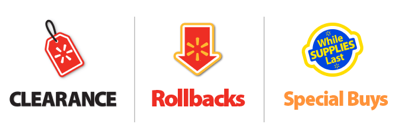 While
SUPPLIES
Last
CLEARANCE
Rollbacks
Special Buys